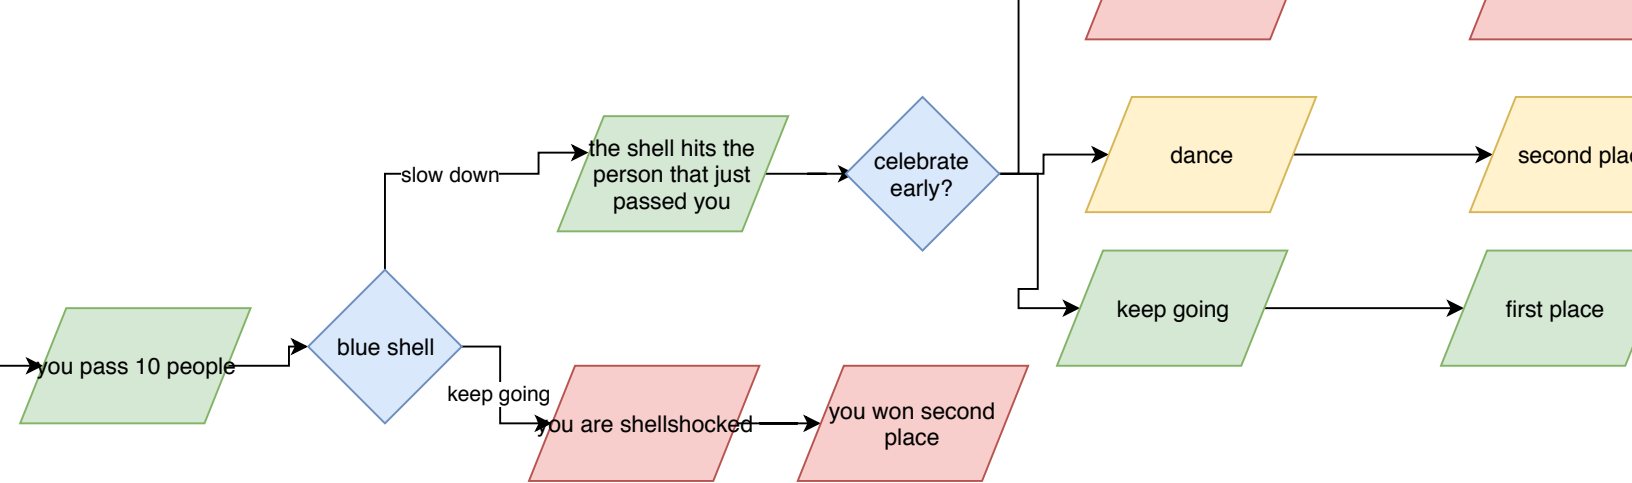 the shell hits the
person that just
passed you
slow down
celebrate
early?
dance
second
keep going
first place
blue shell
you pass 10 people
keep going
you are shellshocked
you won second
place